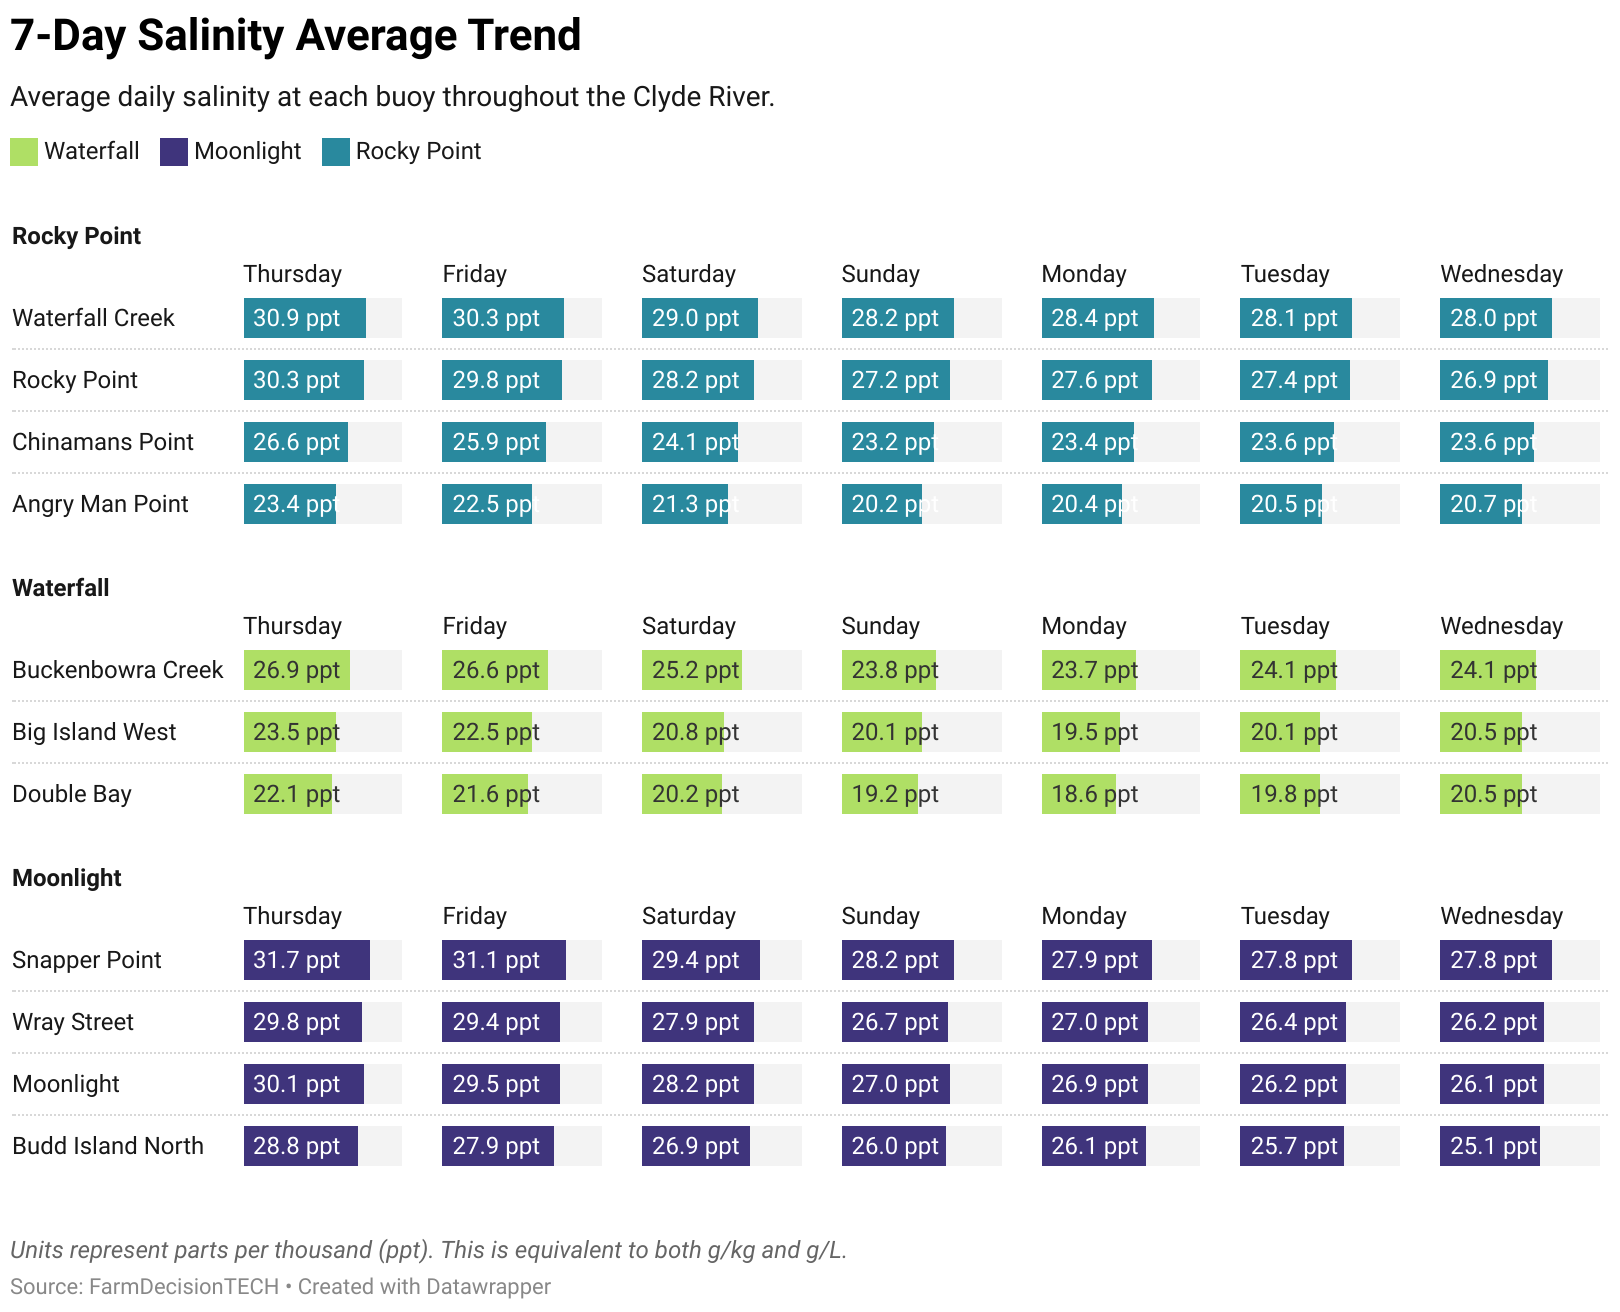 7-Day Salinity Average Trend
Average daily salinity at each buoy throughout the Clyde River.
Waterfall Moonlight Rocky Point
Rocky Point
Thursday Friday Saturday Sunday Monday Tuesday Wednesday
Waterfall Creek 30.9 ppt 30.3 ppt 29.0 ppt 28.2 ppt 28.4 ppt 28.1 ppt 28.0 ppt
Rocky Point 30.3 ppt 29.8 ppt 28.2 ppt 27.2 ppt 27.6 ppt 27.4 ppt 26.9 ppt
Chinamans Point 26.6 ppt 25.9 ppt 24.1 ppt 23.2 ppt 23.4 ppt 23.6 ppt 23.6 ppt
Angry Man Point 23.4 ppt 22.5 ppt 21.3 ppt 20.2 ppt 20.4 ppt 20.5 ppt 20.7 ppt
Waterfall
Thursday Friday Saturday Sunday Monday Tuesday Wednesday
Buckenbowra Creek 26.9 ppt 26.6 ppt 25.2 ppt 23.8 ppt 23.7 ppt 24.1 ppt 24.1 ppt
Big Island West 23.5 ppt 22.5 ppt 20.8 ppt 20.1 ppt 19.5 ppt 20.1 ppt 20.5 ppt
Double Bay 22.1 ppt 21.6 ppt 20.2 ppt 19.2 ppt 18.6 ppt 19.8 ppt 20.5 ppt
Moonlight
Thursday Friday Saturday Sunday Monday Tuesday Wednesday
Snapper Point 31.7 ppt 31.1 ppt 29.4 ppt 28.2 ppt 27.9 ppt 27.8 ppt 27.8 ppt
Wray Street 29.8 ppt 29.4 ppt 27.9 ppt 26.7 ppt 27.0 ppt 26.4 ppt 26.2 ppt
Moonlight 30.1 ppt 29.5 ppt 28.2 ppt 27.0 ppt 26.9 ppt 26.2 ppt 26.1 ppt
Budd Island North 28.8 ppt 27.9 ppt 26.9 ppt 26.0 ppt 26.1 ppt 25.7 ppt 25.1 ppt
Units represent parts per thousand (ppt). This is equivalent to both g/kg and g/L.
Source: FarmDecisionTECH • Created with Datawrapper